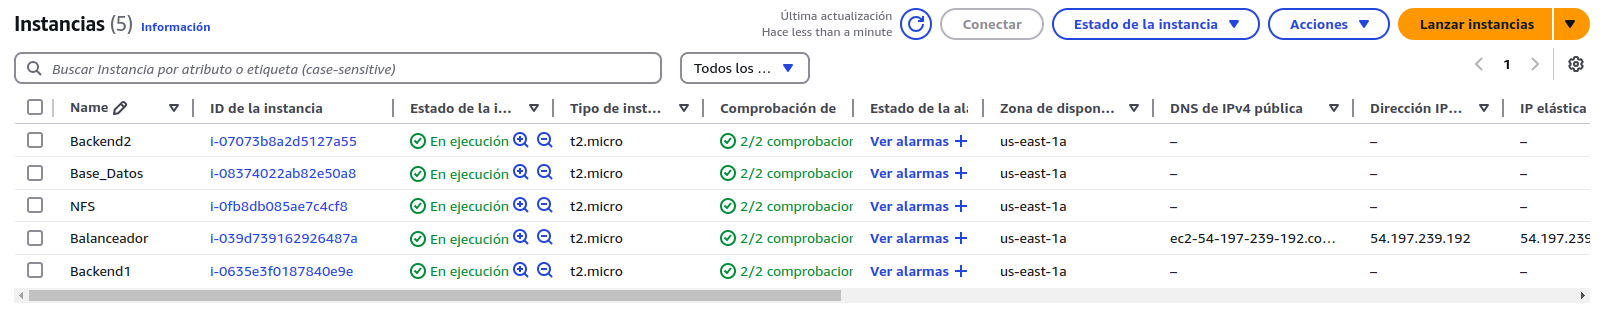 Instancias (5) Información
Última actualización
Hace less than a minute
Conectar
Estado de la instancia
Acciones
Lanzar instancias
Buscar Instancia por atributo o etiqueta (case-sensitive)
Todos los ...
1
Name ID de la instancia Estado de la i... Tipo de inst... Comprobación de Estado de la ala Zona de dispon... DNS de IPv4 pública Dirección IP... IP elástica
Backend2 i-07073b8a2d5127a55 En ejecución t2.micro 2/2 comprobacion Ver alarmas + us-east-1a – – –
Base_Datos i-08374022ab82e50a8 En ejecución t2.micro 2/2 comprobacion Ver alarmas + us-east-1a – – –
NFS i-0fb8db085ae7c4cf8 En ejecución t2.micro 2/2 comprobacion Ver alarmas + us-east-1a – – –
Balanceador i-039d739162926487a En ejecución t2.micro 2/2 comprobacion Ver alarmas + us-east-1a ec2-54-197-239-192.co... 54.197.239.192 54.197.239
Backend1 i-0635e3f0187840e9e En ejecución t2.micro 2/2 comprobacion Ver alarmas + us-east-1a – – –